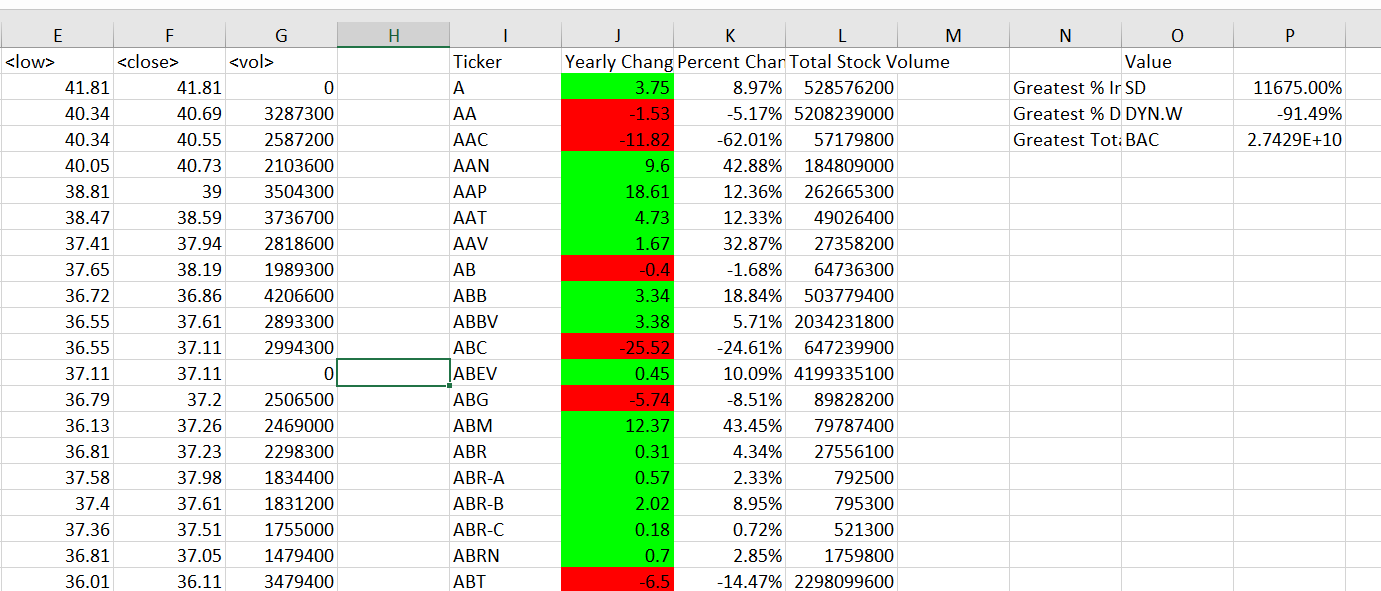 E F G H I J K L M N O P
<low> <close> <vol> Ticker Yearly Chang Percent Chan Total Stock Volume Value
41.81 41.81 0 A 3.75 8.97% 528576200 Greatest % In SD 11675.00%
40.34 40.69 3287300 AA -1.53 -5.17% 5208239000 Greatest % D DYN.W -91.49%
40.34 40.55 2587200 AAC -11.82 -62.01% 57179800 Greatest Tota BAC 2.7429E+10
40.05 40.73 2103600 AAN 9.6 42.88% 184809000
38.81 39 3504300 AAP 18.61 12.36% 262665300
38.47 38.59 3736700 AAT 4.73 12.33% 49026400
37.41 37.94 2818600 AAV 1.67 32.87% 27358200
37.65 38.19 1989300 AB -0.4 -1.68% 64736300
36.72 36.86 4206600 ABB 3.34 18.84% 503779400
36.55 37.61 2893300 ABBV 3.38 5.71% 2034231800
36.55 37.11 2994300 ABC -25.52 -24.61% 647239900
37.11 37.11 0 ABEV 0.45 10.09% 4199335100
36.79 37.2 2506500 ABG -5.74 -8.51% 89828200
36.13 37.26 2469000 ABM 12.37 43.45% 79787400
36.81 37.23 2298300 ABR 0.31 4.34% 27556100
37.58 37.98 1834400 ABR-A 0.57 2.33% 792500
37.4 37.61 1831200 ABR-B 2.02 8.95% 795300
37.36 37.51 1755000 ABR-C 0.18 0.72% 521300
36.81 37.05 1479400 ABRN 0.7 2.85% 1759800
36.01 36.11 3479400 ABT -6.5 -14.47% 2298099600